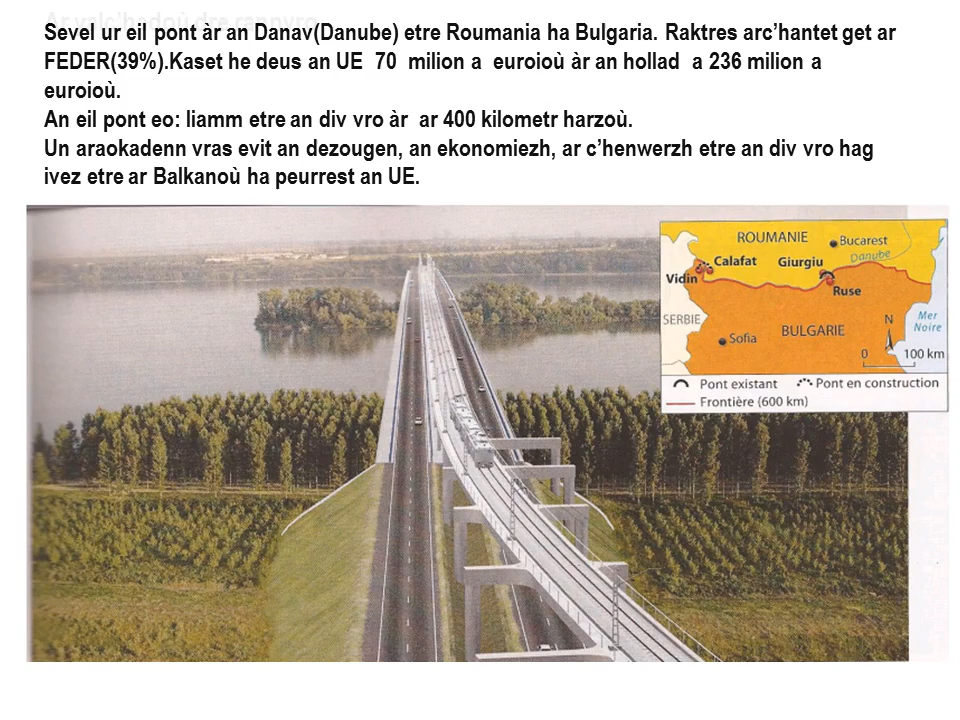 Sevel ur eil pont àr an Danav(Danube) etre Roumania ha Bulgaria. Raktres arc'hantet get ar
FEDER(39%).Kaset he deus an UE 70 milion a euroioù àr an hollad a 236 milion a
euroioù.
An eil pont eo: liamm etre an div vro àr ar 400 kilometr harzoù.
Un araokadenn vras evit an dezougen, an ekonomiezh, ar c'henwerzh etre an div vro hag
ivez etre ar Balkanoù ha peurrest an UE.
ROUMANIE
Bucarest
Danube
Calafat
Giurgiu
Vidin
Ruse
SERBIE
BULGARIE
Sofia
N
Mer
Noire
0 100 km
Pont existant
Pont en construction
Frontière (600 km)